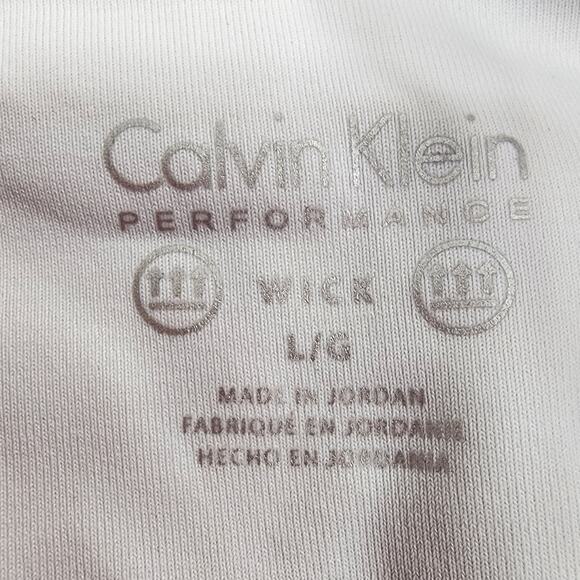 Calvin Klein
PERFORMANCE
WICK
L/G
MADE IN JORDAN
FABRIQUÉ EN JORDANIE
HECHO EN JORDANIA